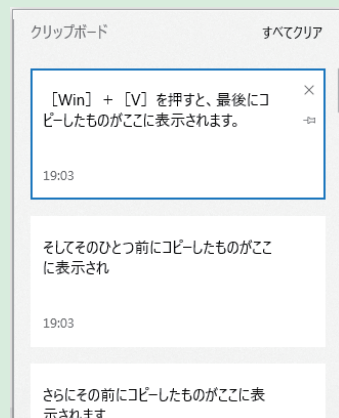 クリップボード すべてクリア
［Win］ + ［V］を押すと、最後にコ
ピーしたものがここに表示されます。
19:03
そしてそのひとつ前にコピーしたものがここ
に表示され
19:03
さらにその前にコピーしたものがここに表
示されます